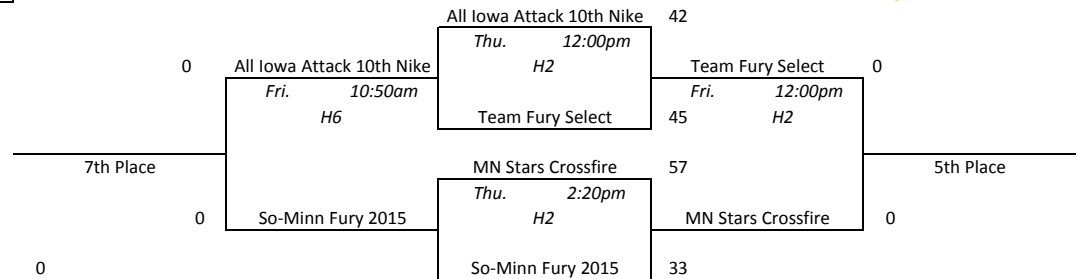 All Iowa Attack 10th Nike 42
Thu. 12:00pm
0 All Iowa Attack 10th Nike H2 Team Fury Select 0
Fri. 10:50am Fri. 12:00pm
H6 Team Fury Select 45 H2
7th Place MN Stars Crossfire 57 5th Place
Thu. 2:20pm
0 So-Minn Fury 2015 H2 MN Stars Crossfire 0
0 So-Minn Fury 2015 33